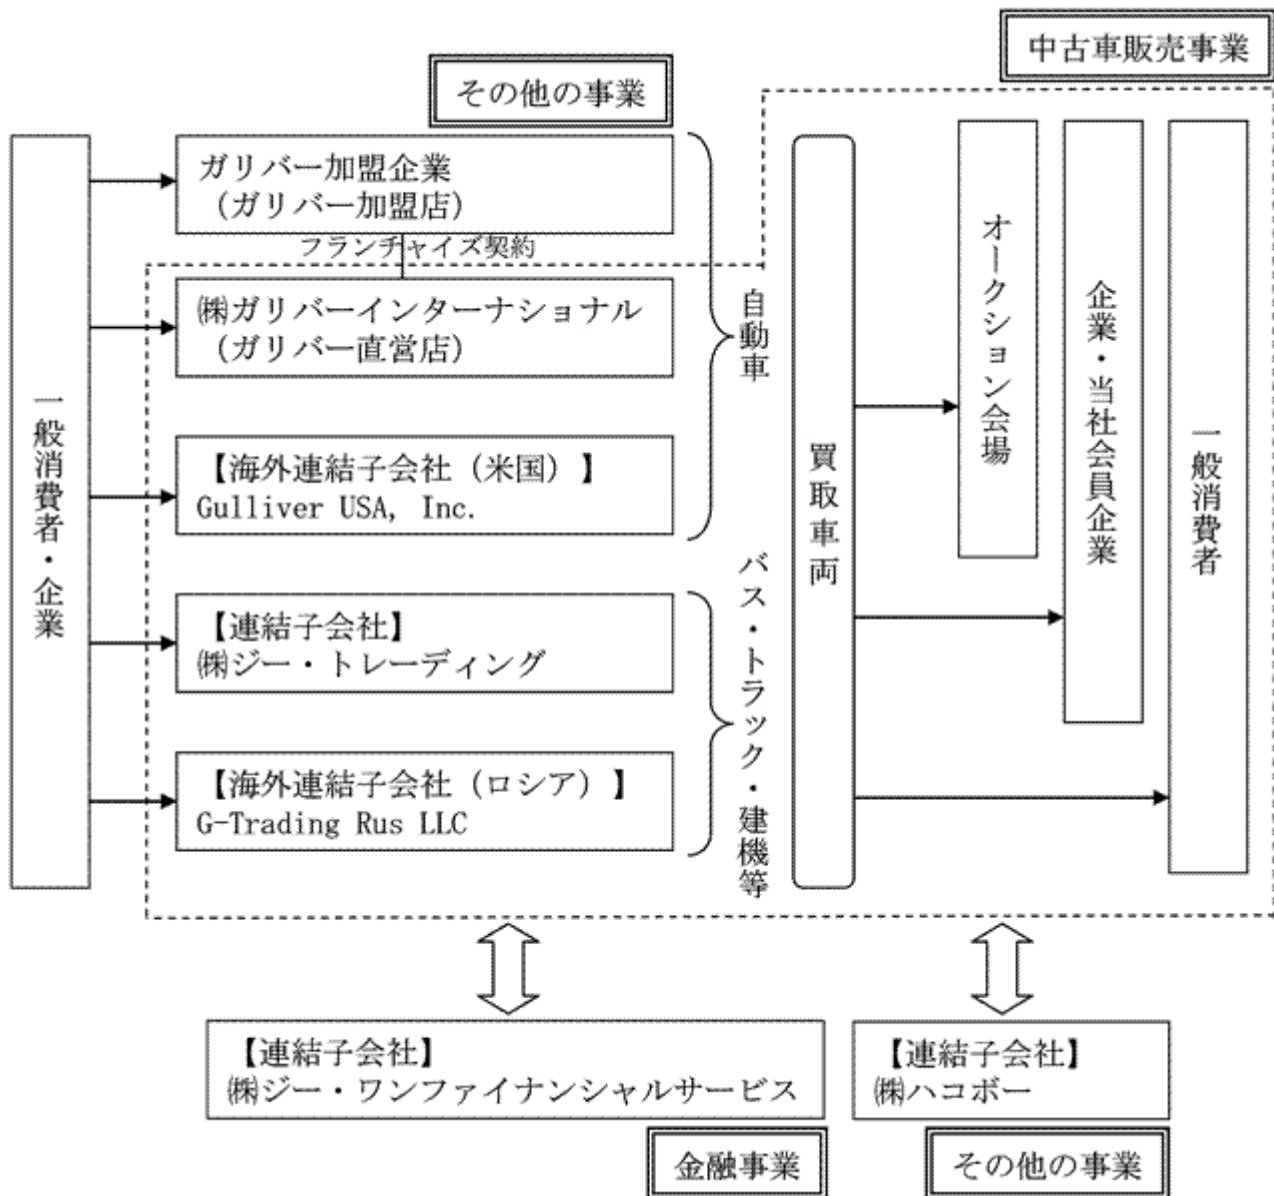 中古車販売事業
その他の事業
一般消費者・企業
ガリバー加盟企業
（ガリバー加盟店）
フランチャイズ契約
㈱ガリバーインターナショナル
（ガリバー直営店）
【海外連結子会社（米国）】
Gulliver USA, Inc.
自動車
【連結子会社】
㈱ジー・トレーディング
【海外連結子会社（ロシア）】
G-Trading Rus LLC
バス・トラック・建機等
買取車両
オークション会場
企業・当社会員企業
一般消費者
【連結子会社】
㈱ジー・ワンファイナンシャルサービス
金融事業
【連結子会社】
㈱ハコボー
その他の事業